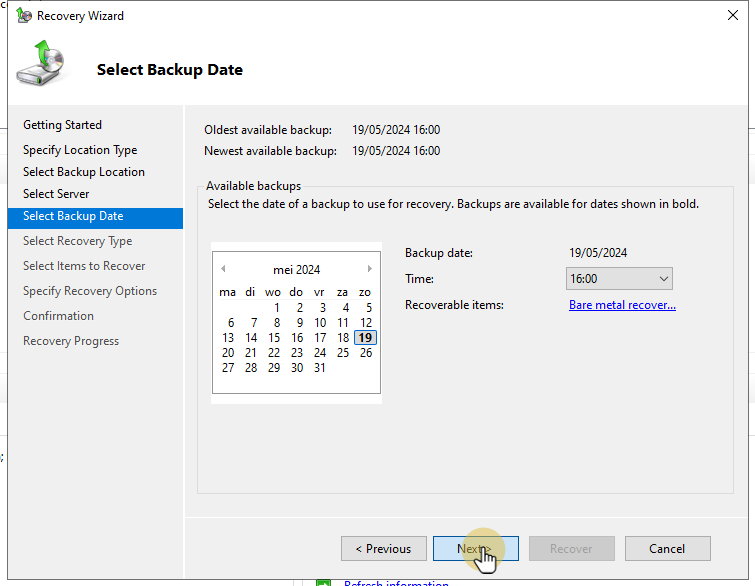 Recovery Wizard
Select Backup Date
Getting Started
Specify Location Type
Select Backup Location
Select Server
Select Backup Date
Select Recovery Type
Select Items to Recover
Specify Recovery Options
Confirmation
Recovery Progress
Oldest available backup: 19/05/2024 16:00
Newest available backup: 19/05/2024 16:00
Available backups
Select the date of a backup to use for recovery. Backups are available for dates shown in bold.
mei 2024
ma di wo do vr za zo
1 2 3 4 5
6 7 8 9 10 11 12
13 14 15 16 17 18 19
20 21 22 23 24 25 26
27 28 29 30 31
Backup date: 19/05/2024
Time: 16:00
Recoverable items: Bare metal recover...
< Previous Next > Recover Cancel
Refresh information